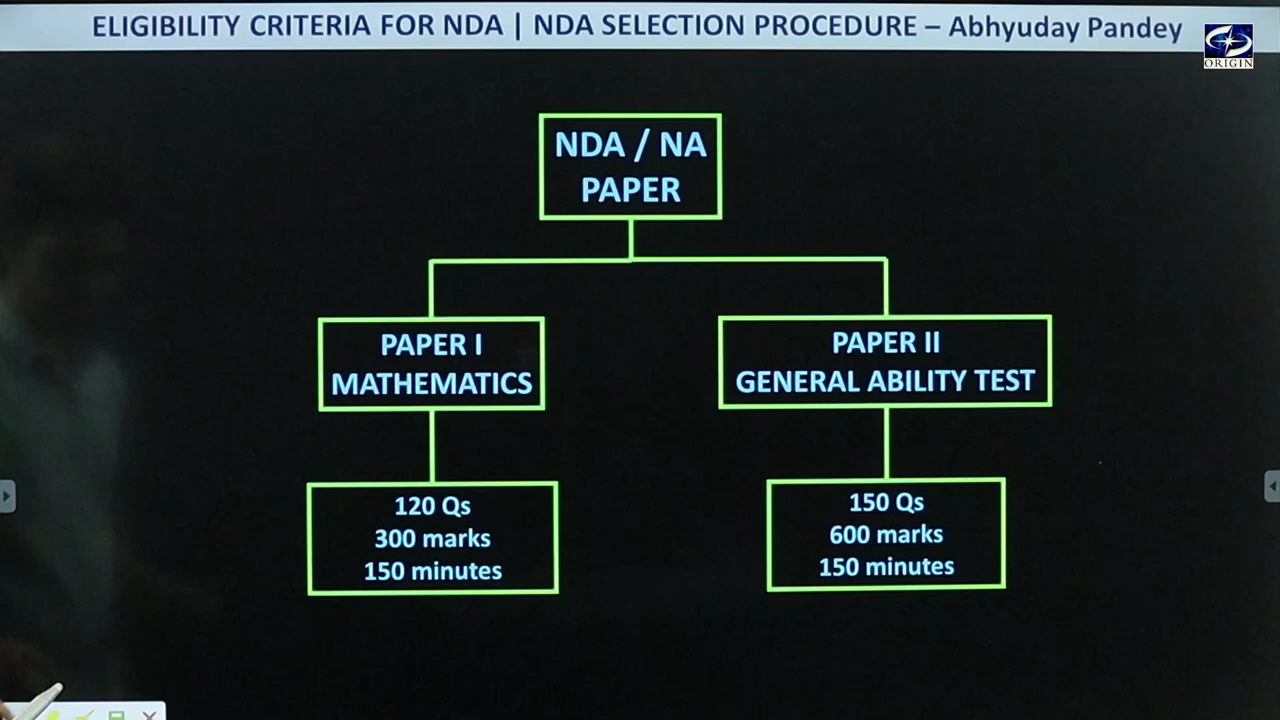 ELIGIBILITY CRITERIA FOR NDA | NDA SELECTION PROCEDURE – Abhyuday Pandey
ORIGIN
NDA / NA
PAPER
PAPER I
MATHEMATICS
PAPER II
GENERAL ABILITY TEST
120 Qs
300 marks
150 minutes
150 Qs
600 marks
150 minutes